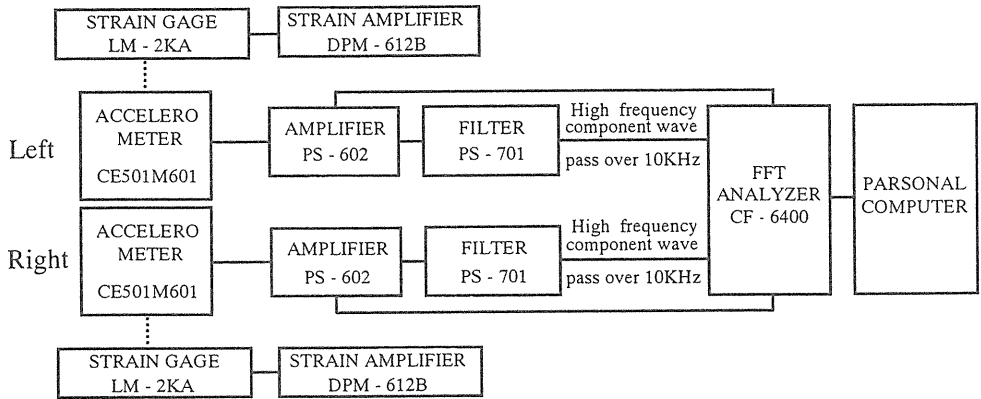 STRAIN GAGE
LM - 2KA
STRAIN AMPLIFIER
DPM - 612B
Left
ACCELERO
METER
CE501M601
AMPLIFIER
PS - 602
FILTER
PS - 701
High frequency
component wave
pass over 10KHz
FFT
ANALYZER
CF - 6400
PARSONAL
COMPUTER
Right
ACCELERO
METER
CE501M601
AMPLIFIER
PS - 602
FILTER
PS - 701
High frequency
component wave
pass over 10KHz
STRAIN GAGE
LM - 2KA
STRAIN AMPLIFIER
DPM - 612B